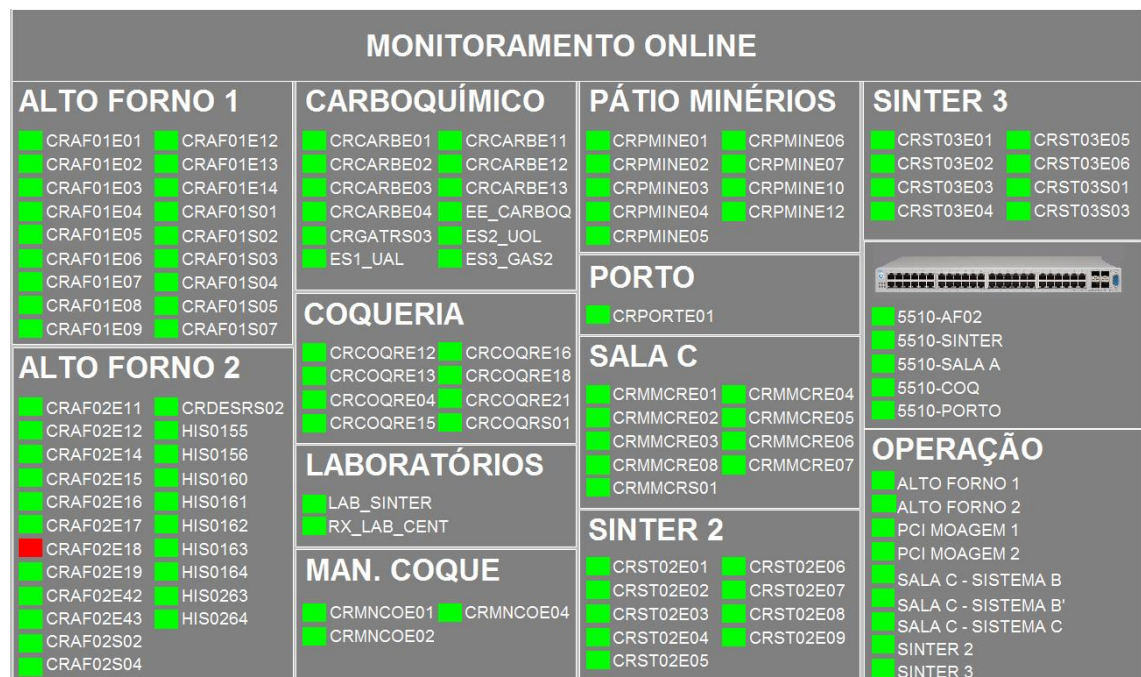 MONITORAMENTO ONLINE
ALTO FORNO 1
CRAF01E01 CRAF01E12
CRAF01E02 CRAF01E13
CRAF01E03 CRAF01E14
CRAF01E04 CRAF01S01
CRAF01E05 CRAF01S02
CRAF01E06 CRAF01S03
CRAF01E07 CRAF01S04
CRAF01E08 CRAF01S05
CRAF01E09 CRAF01S07
ALTO FORNO 2
CRAF02E11 CRDESRS02
CRAF02E12 HIS0155
CRAF02E14 HIS0156
CRAF02E15 HIS0160
CRAF02E16 HIS0161
CRAF02E17 HIS0162
CRAF02E18 HIS0163
CRAF02E19 HIS0164
CRAF02E42 HIS0263
CRAF02E43 HIS0264
CRAF02S02
CRAF02S04
CARBOQUÍMICO
CRCARBE01 CRCARBE11
CRCARBE02 CRCARBE12
CRCARBE03 CRCARBE13
CRCARBE04 EE_CARBOQ
CRGATRS03 ES2_UOL
ES1_UAL ES3_GAS2
COQUERIA
CRCOQRE12 CRCOQRE16
CRCOQRE13 CRCOQRE18
CRCOQRE04 CRCOQRE21
CRCOQRE15 CRCOQRS01
LABORATÓRIOS
LAB_SINTER
RX_LAB_CENT
MAN. COQUE
CRMNCOE01 CRMNCOE04
CRMNCOE02
PÁTIO MINÉRIOS
CRPMINE01 CRPMINE06
CRPMINE02 CRPMINE07
CRPMINE03 CRPMINE10
CRPMINE04 CRPMINE12
CRPMINE05
PORTO
CRPORTE01
SALA C
CRMMCRE01 CRMMCRE04
CRMMCRE02 CRMMCRE05
CRMMCRE03 CRMMCRE06
CRMMCRE08 CRMMCRE07
CRMMCRS01
SINTER 2
CRST02E01 CRST02E06
CRST02E02 CRST02E07
CRST02E03 CRST02E08
CRST02E04 CRST02E09
CRST02E05
SINTER 3
CRST03E01 CRST03E05
CRST03E02 CRST03E06
CRST03E03 CRST03S01
CRST03E04 CRST03S03
5510-AF02
5510-SINTER
5510-SALA A
5510-COQ
5510-PORTO
OPERAÇÃO
ALTO FORNO 1
ALTO FORNO 2
PCI MOAGEM 1
PCI MOAGEM 2
SALA C - SISTEMA B
SALA C - SISTEMA B'
SALA C - SISTEMA C
SINTER 2
SINTER 3